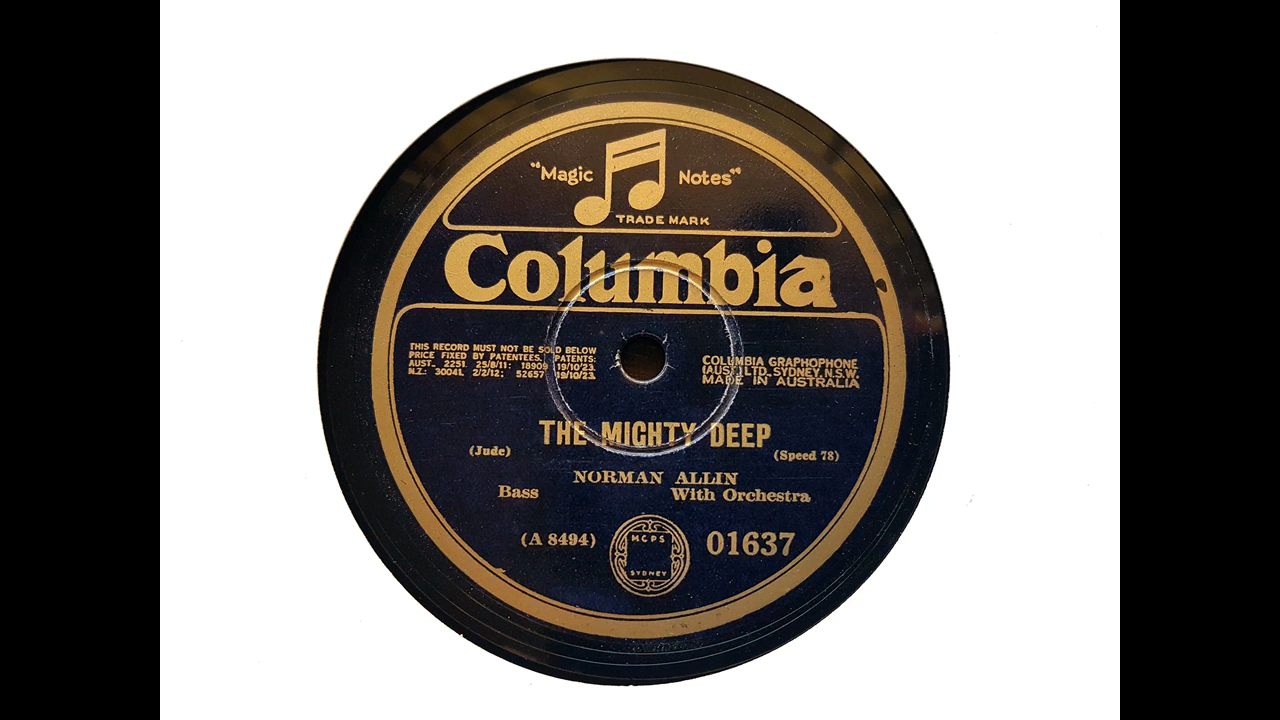 "Magic Notes"
TRADE MARK
Columbia
THIS RECORD MUST NOT BE SOLD BELOW
PRICE FIXED BY PATENTEES. PATENTS:
AUST. 2251 25/8/11: 18909 19/10/23.
N.Z.: 30041, 2/2/12; 52657 19/10/23.
COLUMBIA GRAPHOPHONE
(AUST.) LTD. SYDNEY, N.S.W.
MADE IN AUSTRALIA
THE MIGHTY DEEP
(Jude) (Speed 78)
NORMAN ALLIN
Bass With Orchestra
(A 8494) 01637
MCPS
SYDNEY